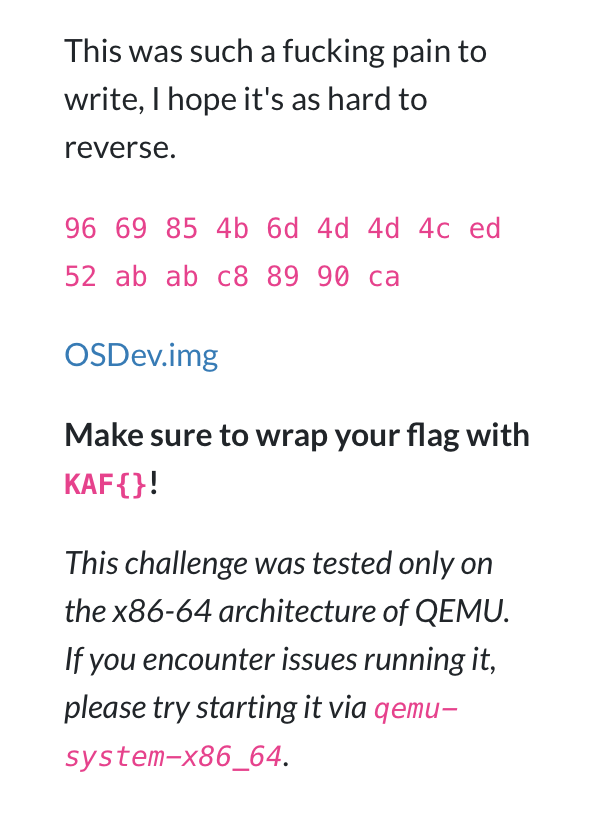 This was such a fucking pain to
write, I hope it's as hard to
reverse.
96 69 85 4b 6d 4d 4d 4c ed
52 ab ab c8 89 90 ca
OSDev.img
Make sure to wrap your flag with
KAF{}!
This challenge was tested only on
the x86-64 architecture of QEMU.
If you encounter issues running it,
please try starting it via qemu-
system-x86_64.